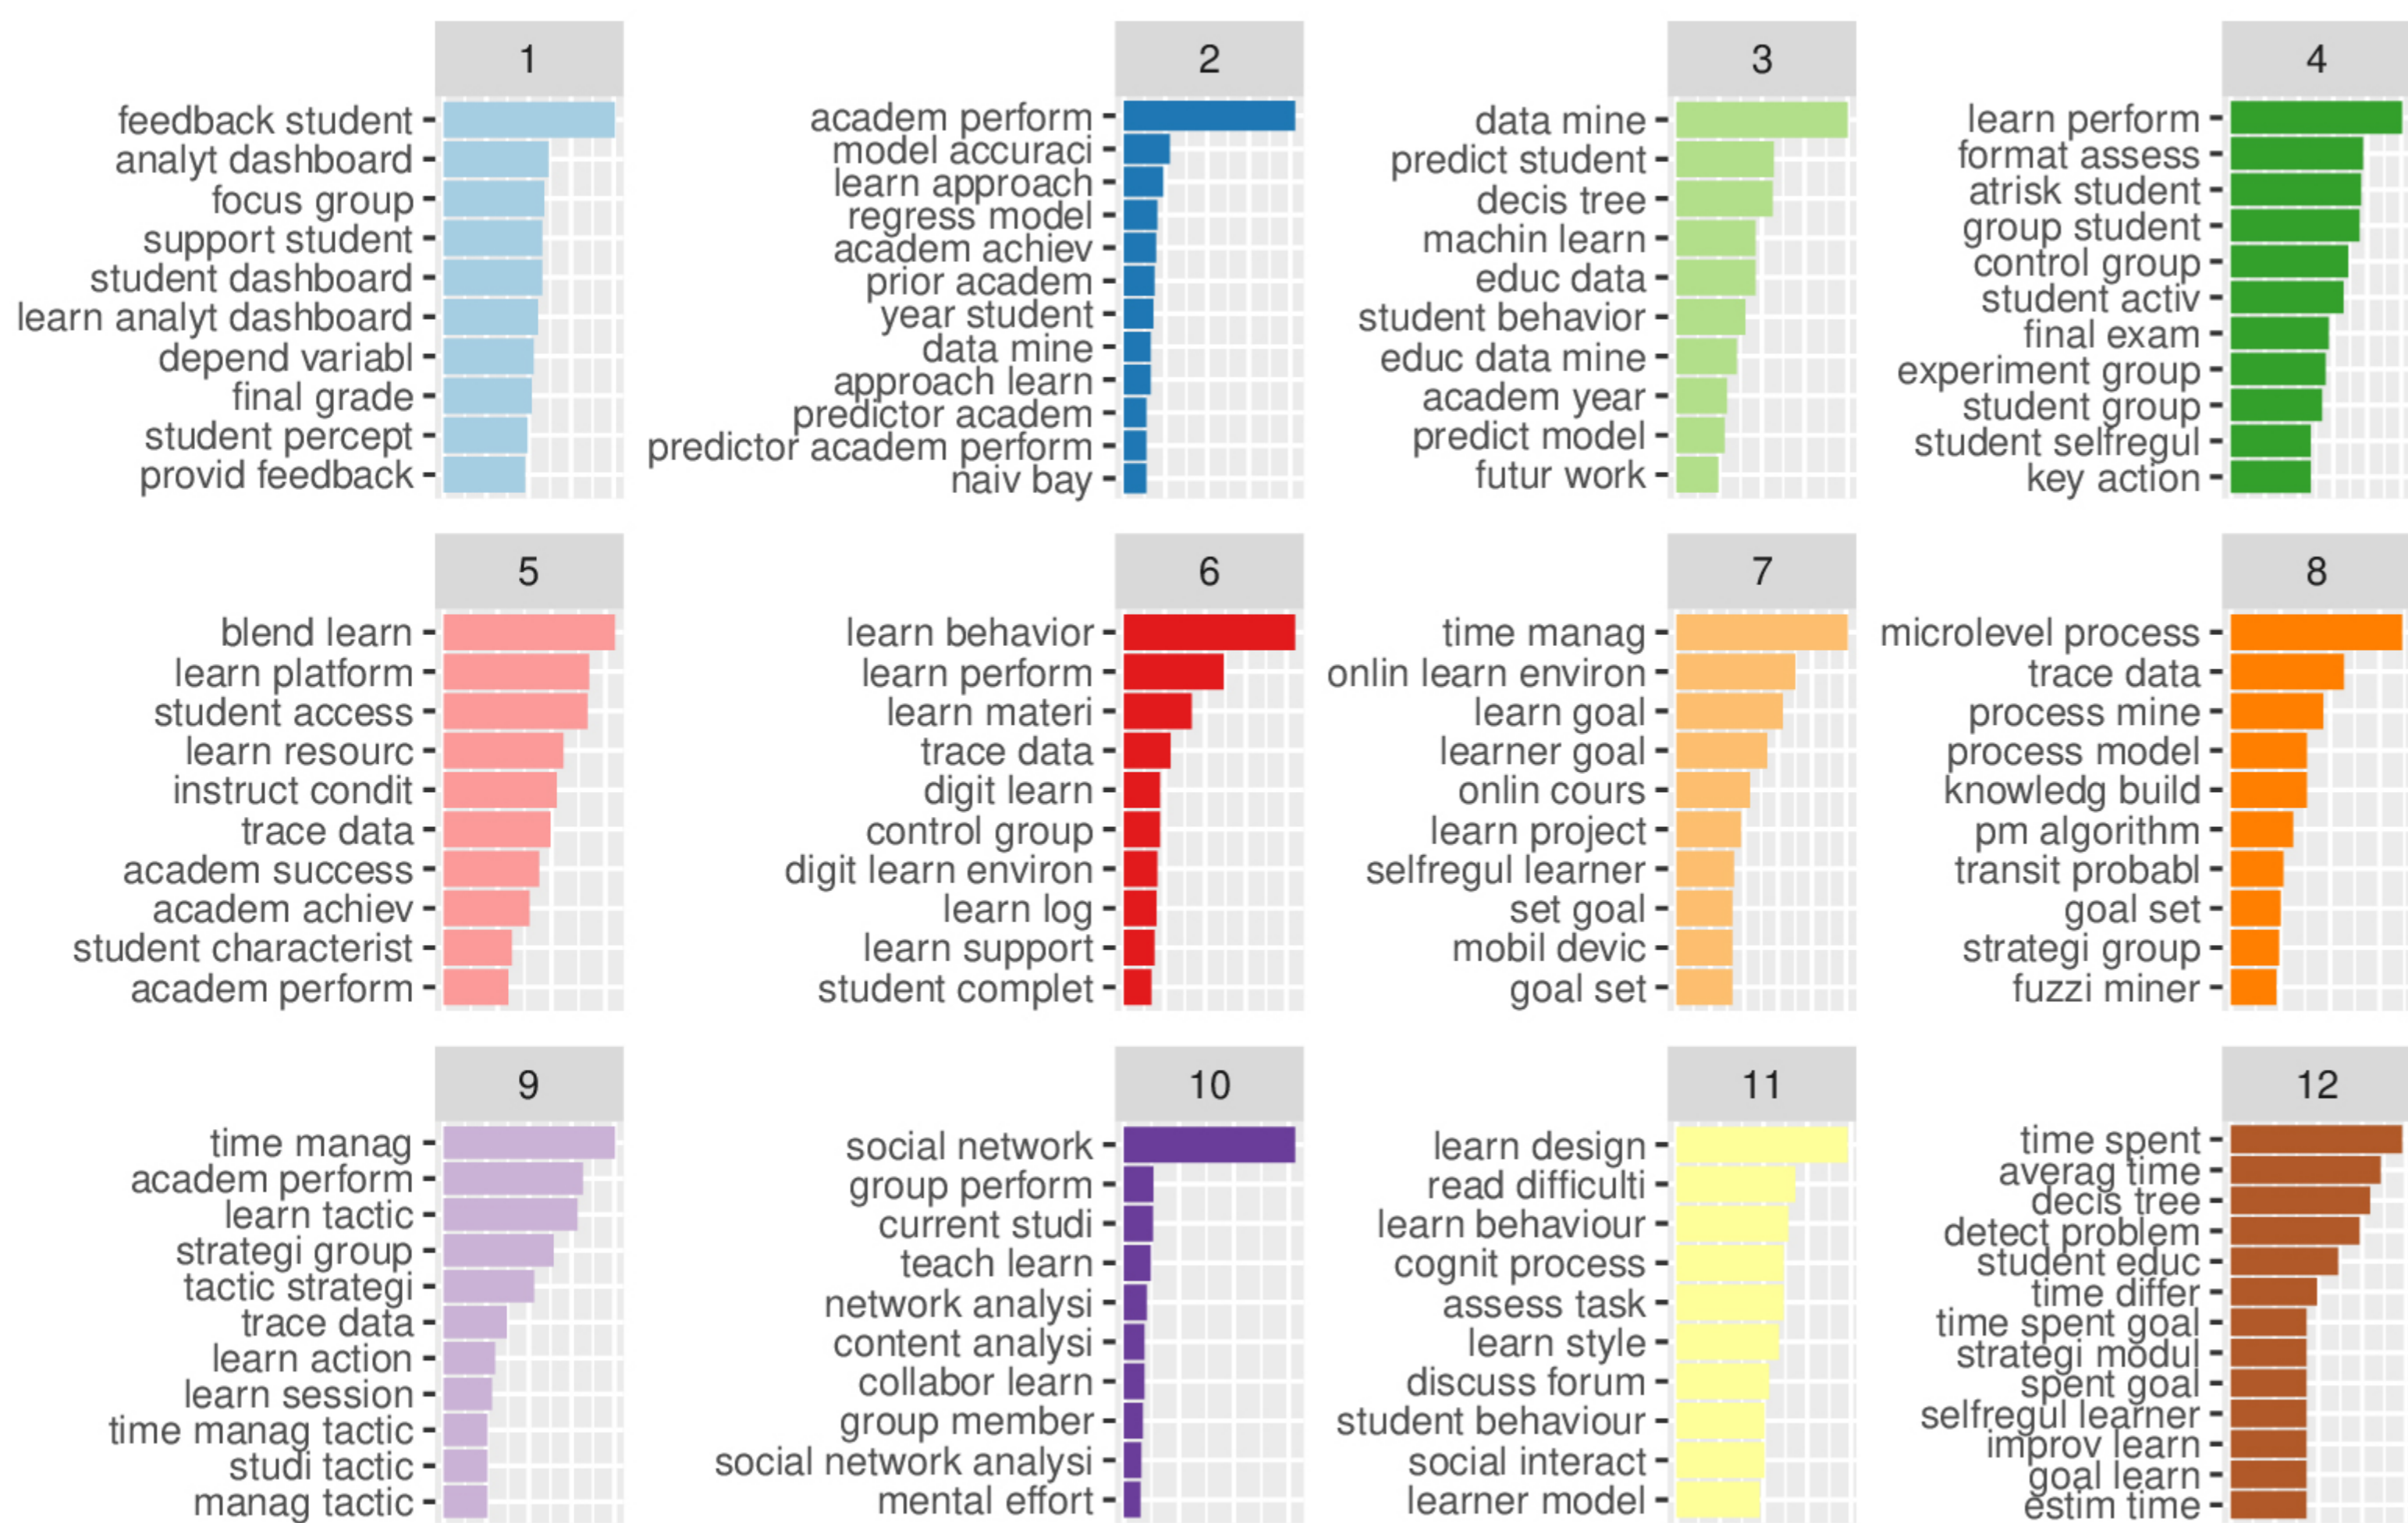 1
feedback student
analyt dashboard
focus group
support student
student dashboard
learn analyt dashboard
depend variabl
final grade
student percept
provid feedback
2
academ perform
model accuraci
learn approach
regress model
academ achiev
prior academ
year student
data mine
approach learn
predictor academ
predictor academ perform
naiv bay
3
data mine
predict student
decis tree
machin learn
educ data
student behavior
educ data mine
academ year
predict model
futur work
4
learn perform
format assess
atrisk student
group student
control group
student activ
final exam
experiment group
student group
student selfregul
key action
5
blend learn
learn platform
student access
learn resourc
instruct condit
trace data
academ success
academ achiev
student characterist
academ perform
6
learn behavior
learn perform
learn materi
trace data
digit learn
control group
digit learn environ
learn log
learn support
student complet
7
time manag
onlin learn environ
learn goal
learner goal
onlin cours
learn project
selfregul learner
set goal
mobil devic
goal set
8
microlevel process
trace data
process mine
process model
knowledg build
pm algorithm
transit probabl
goal set
strategi group
fuzzi miner
9
time manag
academ perform
learn tactic
strategi group
tactic strategi
trace data
learn action
learn session
time manag tactic
studi tactic
manag tactic
10
social network
group perform
current studi
teach learn
network analysi
content analysi
collabor learn
group member
social network analysi
mental effort
11
learn design
read difficulti
learn behaviour
cognit process
assess task
learn style
discuss forum
student behaviour
social interact
learner model
12
time spent
averag time
decis tree
detect problem
student educ
time differ
time spent goal
strategi modul
spent goal
selfregul learner
improv learn
goal learn
estim time